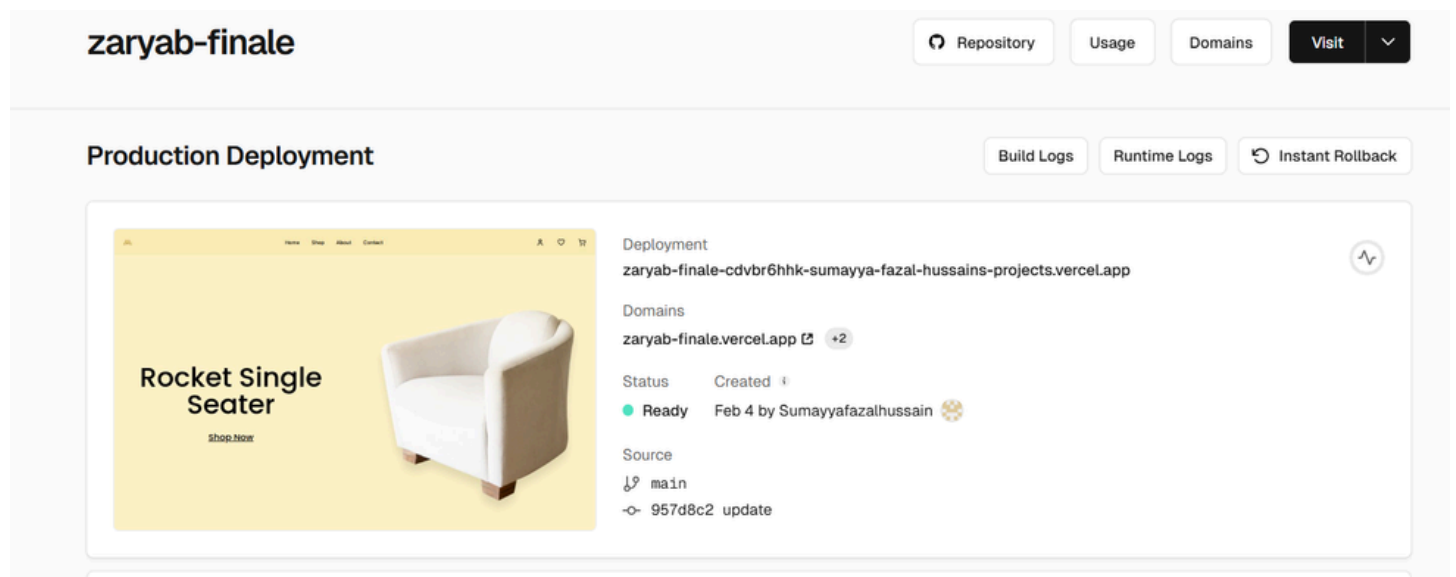 zaryab-finale
Repository
Usage
Domains
Visit
Production Deployment
Build Logs
Runtime Logs
Instant Rollback
Home Shop About Contact
Rocket Single
Seater
Shop Now
Deployment
zaryab-finale-cdvbr6hhk-sumayya-fazal-hussains-projects.vercel.app
Domains
zaryab-finale.vercel.app +2
Status Created
Ready Feb 4 by Sumayyafazalhussain
Source
main
957d8c2 update